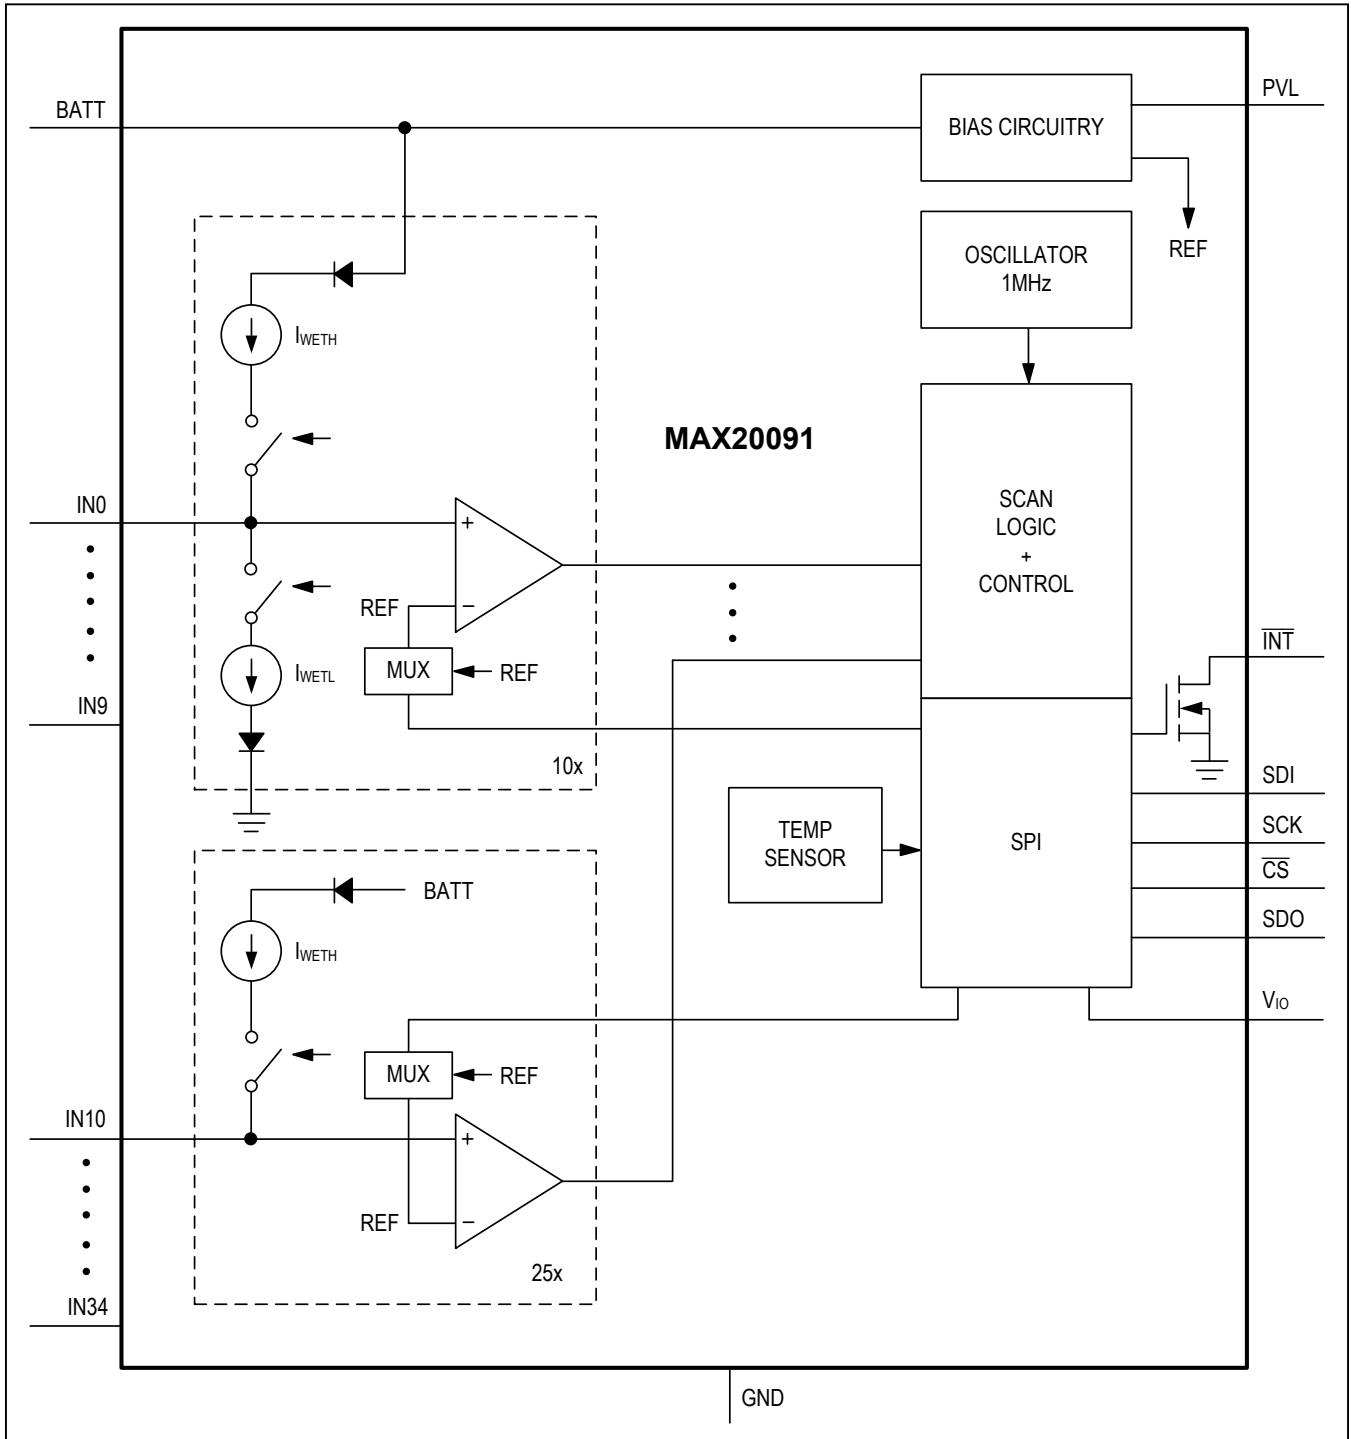 BATT
PVL
BIAS CIRCUITRY
REF
OSCILLATOR
1MHz
IWETH
MAX20091
SCAN
LOGIC
+
CONTROL
IN0
+
REF
−
MUX
REF
IWETL
IN9
10x
INT
SDI
SCK
CS
SDO
VIO
TEMP
SENSOR
SPI
BATT
IWETH
MUX
REF
IN10
+
REF
−
25x
IN34
GND